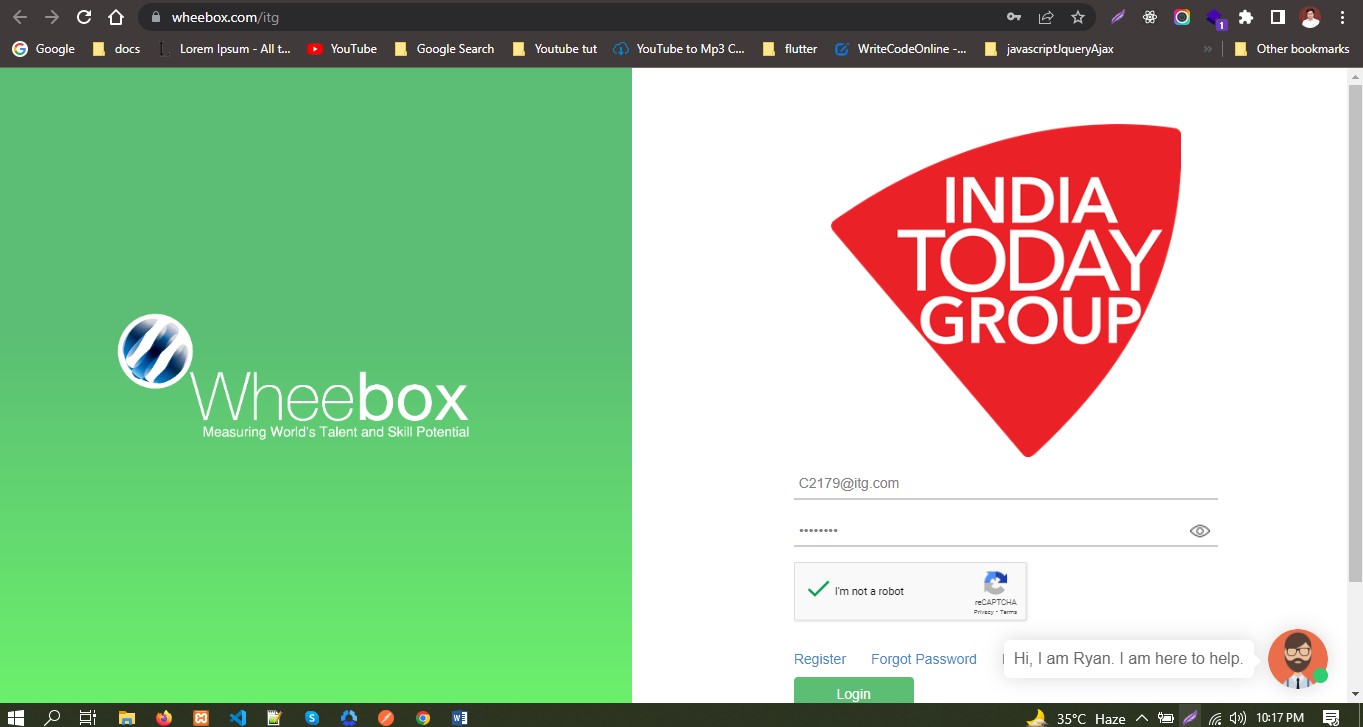 wheebox.com/itg
1
Google
docs
Lorem Ipsum - All t...
YouTube
Google Search
Youtube tut
YouTube to Mp3 C...
flutter
WriteCodeOnline -...
javascriptJqueryAjax
»
Other bookmarks
INDIA
TODAY
GROUP
Wheebox
Measuring World's Talent and Skill Potential
C2179@itg.com
••••••••
I'm not a robot
reCAPTCHA
Privacy - Terms
Register
Forgot Password
Hi, I am Ryan. I am here to help.
Login
35°C Haze
10:17 PM